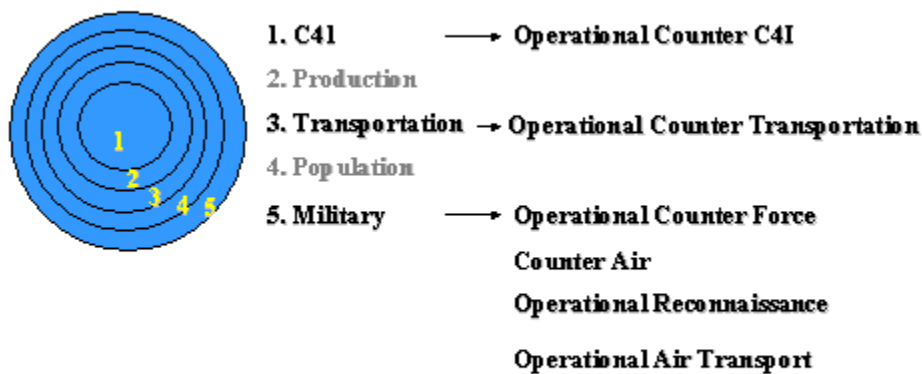 1. C4I → Operational Counter C4I
2. Production
3. Transportation → Operational Counter Transportation
4. Population
5. Military → Operational Counter Force
Counter Air
Operational Reconnaissance
Operational Air Transport
1
2
3
4
5